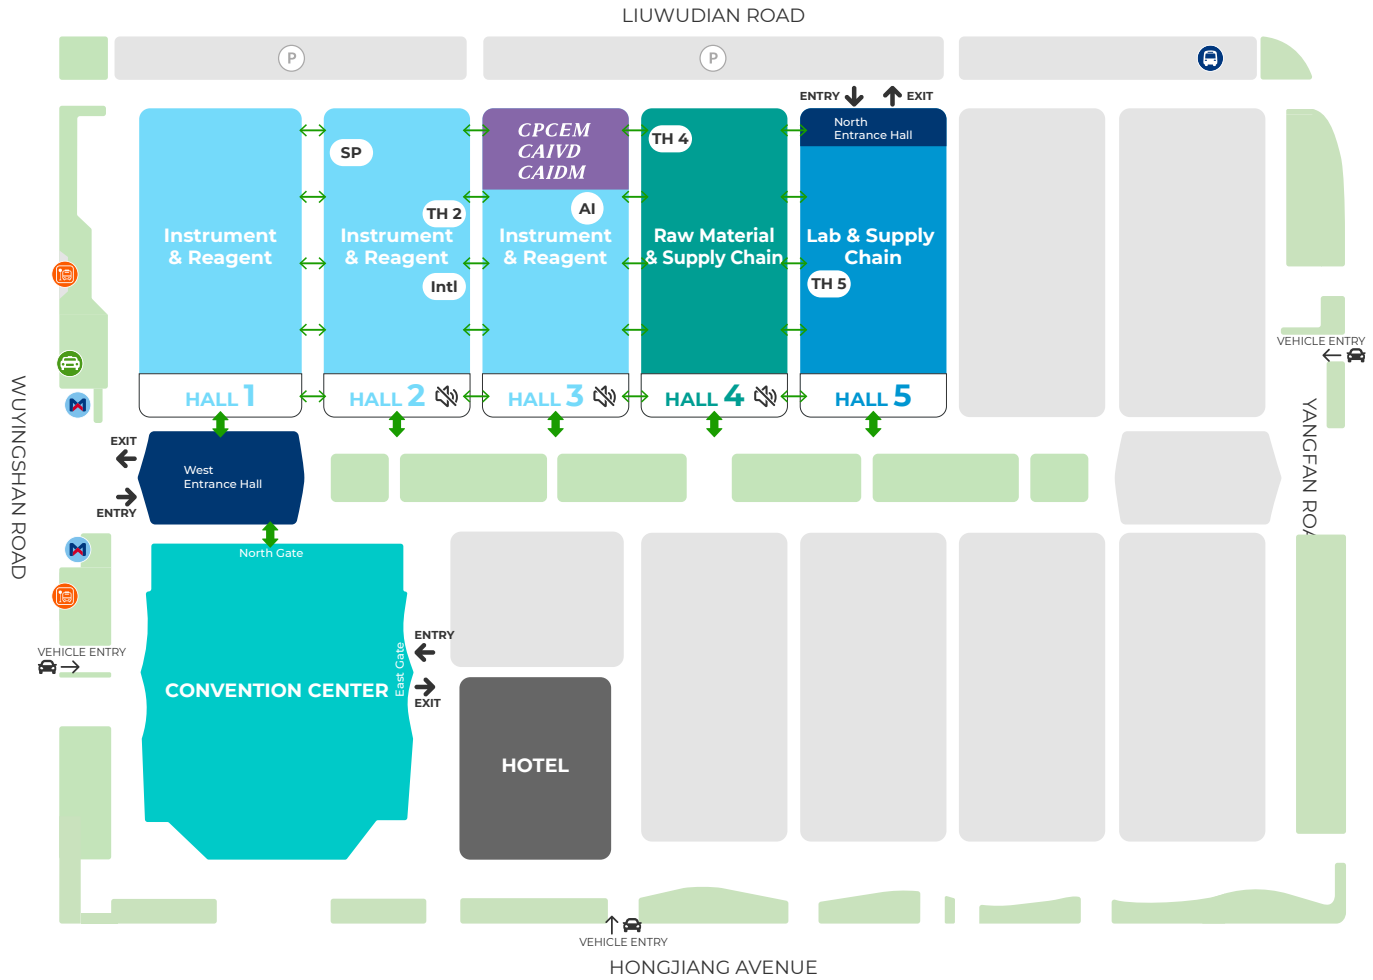 LIUWUDIAN ROAD
P
P
ENTRY
EXIT
North
Entrance Hall
CPCEM
CAIVD
CAIDM
SP
TH 4
AI
TH 2
Instrument
& Reagent
Instrument
& Reagent
Instrument
& Reagent
Raw Material
& Supply Chain
Lab & Supply
Chain
Intl
TH 5
VEHICLE ENTRY
HALL 1
HALL 2
HALL 3
HALL 4
HALL 5
WUYINGSHAN ROAD
YANGFAN ROA
EXIT
ENTRY
West
Entrance Hall
North Gate
ENTRY
East Gate
EXIT
VEHICLE ENTRY
CONVENTION CENTER
HOTEL
VEHICLE ENTRY
HONGJIANG AVENUE